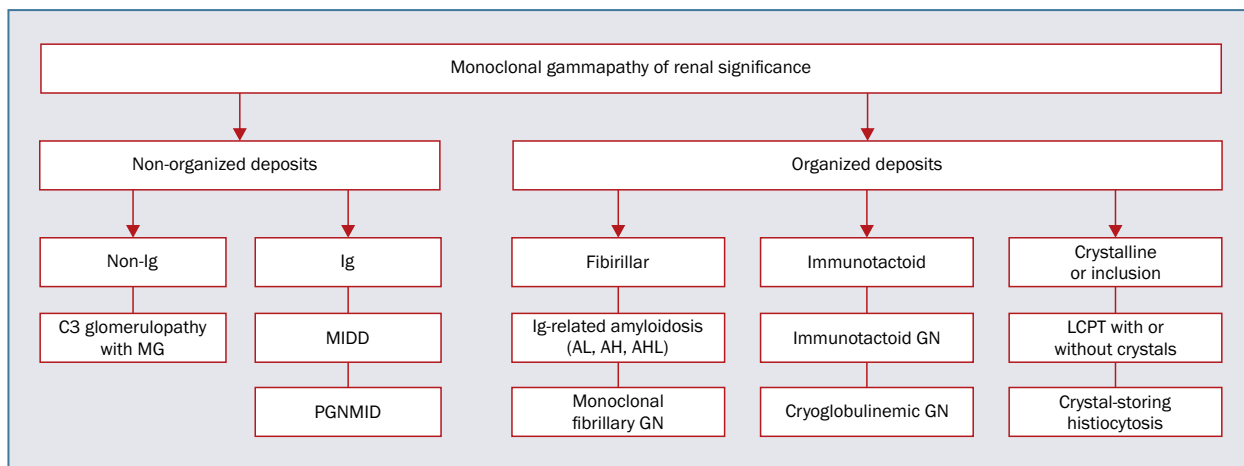 Monoclonal gammapathy of renal significance
Non-organized deposits
Organized deposits
Non-Ig
Ig
Fibirillar
Immunotactoid
Crystalline
or inclusion
C3 glomerulopathy
with MG
MIDD
Ig-related amyloidosis
(AL, AH, AHL)
Immunotactoid GN
LCPT with or
without crystals
PGNMID
Monoclonal
fibrillary GN
Cryoglobulinemic GN
Crystal-storing
histiocytosis